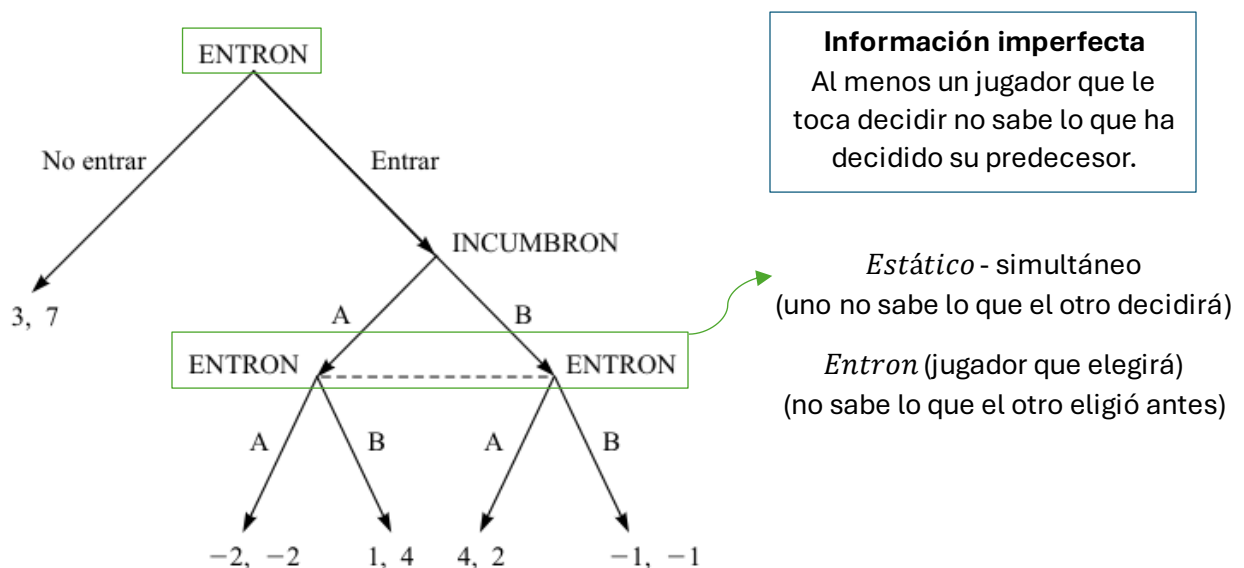 ENTRON
No entrar
Entrar
INCUMBRON
3, 7
A
B
ENTRON
ENTRON
A
B
A
B
−2, −2
1, 4
4, 2
−1, −1
Información imperfecta
Al menos un jugador que le
toca decidir no sabe lo que ha
decidido su predecesor.
Estático - simultáneo
(uno no sabe lo que el otro decidirá)
Entron (jugador que elegirá)
(no sabe lo que el otro eligió antes)